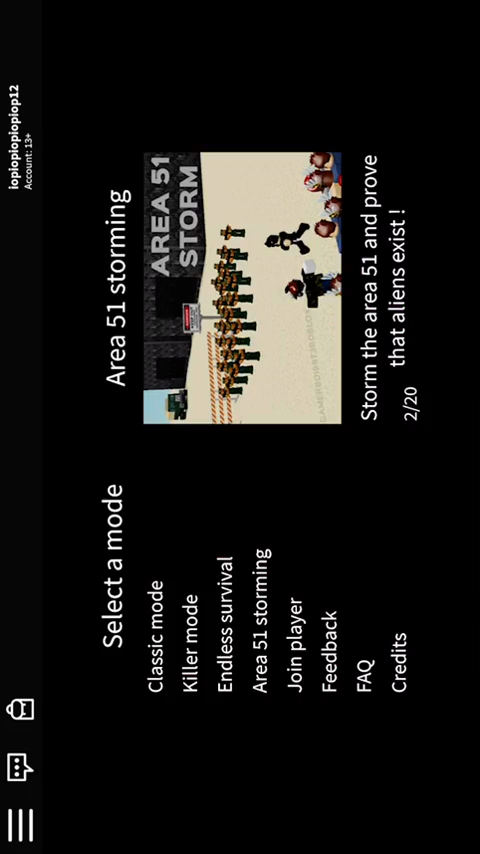 iopiopiopiopiop12
Account: 13+
Select a mode
Classic mode
Killer mode
Endless survival
Area 51 storming
Join player
Feedback
FAQ
Credits
Area 51 storming
AREA 51
STORM
Storm the area 51 and prove
that aliens exist !
2/20